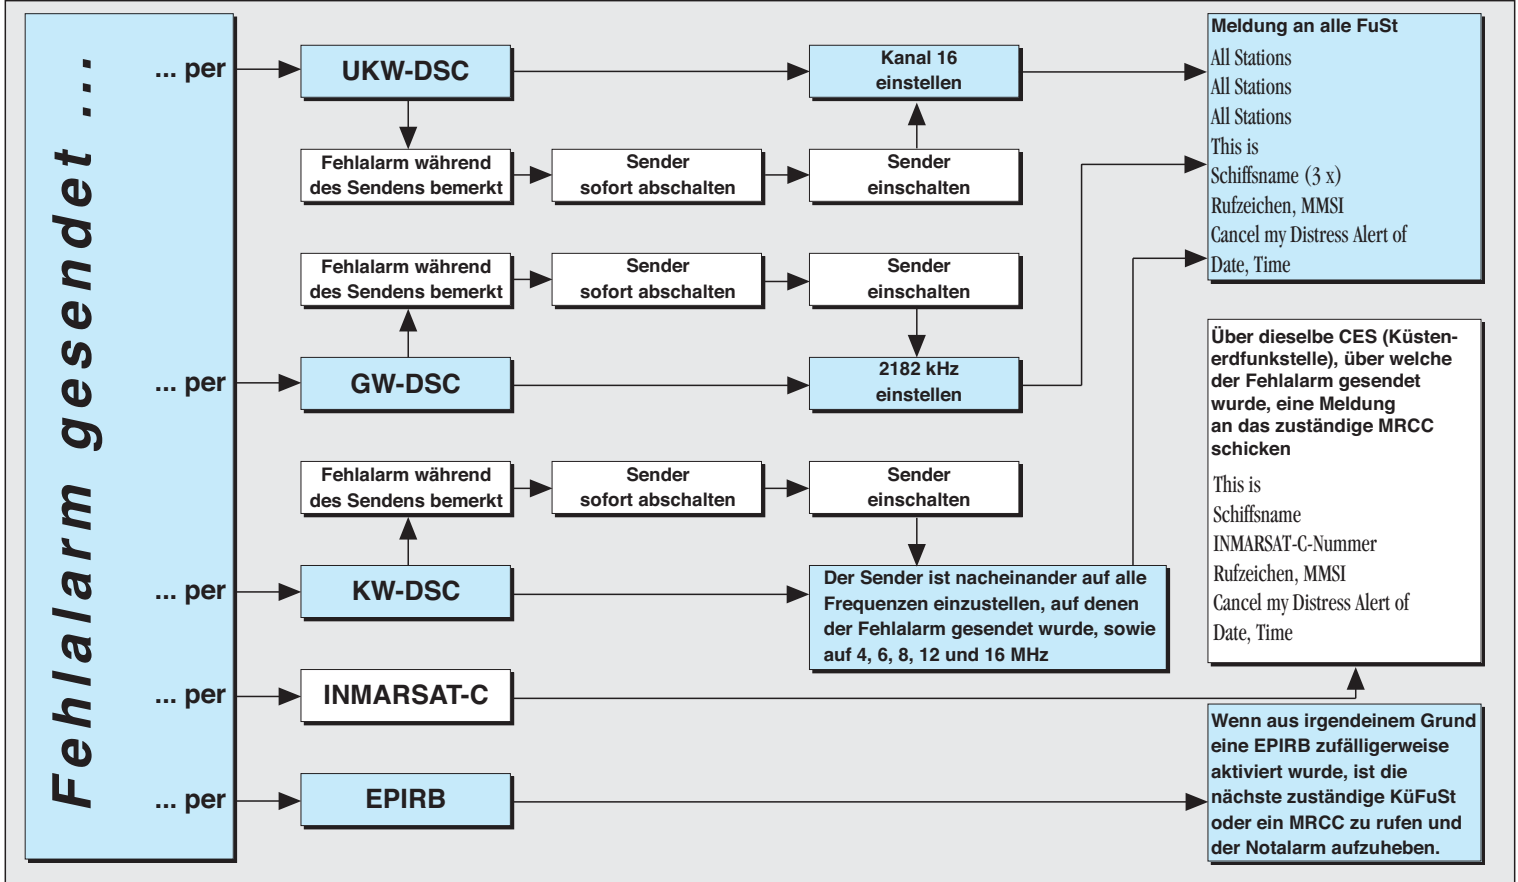 Fehlalarm gesendet ...
... per
UKW-DSC
Kanal 16
einstellen
Fehlalarm während
des Sendens bemerkt
Sender
sofort abschalten
Sender
einschalten
Fehlalarm während
des Sendens bemerkt
Sender
sofort abschalten
Sender
einschalten
... per
GW-DSC
2182 kHz
einstellen
Fehlalarm während
des Sendens bemerkt
Sender
sofort abschalten
Sender
einschalten
... per
KW-DSC
Der Sender ist nacheinander auf alle
Frequenzen einzustellen, auf denen
der Fehlalarm gesendet wurde, sowie
auf 4, 6, 8, 12 und 16 MHz
... per
INMARSAT-C
... per
EPIRB
Meldung an alle FuSt
All Stations
All Stations
All Stations
This is
Schiffsname (3 x)
Rufzeichen, MMSI
Cancel my Distress Alert of
Date, Time
Über dieselbe CES (Küsten-
erdfunkstelle), über welche
der Fehlalarm gesendet
wurde, eine Meldung
an das zuständige MRCC
schicken
This is
Schiffsname
INMARSAT-C-Nummer
Rufzeichen, MMSI
Cancel my Distress Alert of
Date, Time
Wenn aus irgendeinem Grund
eine EPIRB zufälligerweise
aktiviert wurde, ist die
nächste zuständige KüFuSt
oder ein MRCC zu rufen und
der Notalarm aufzuheben.